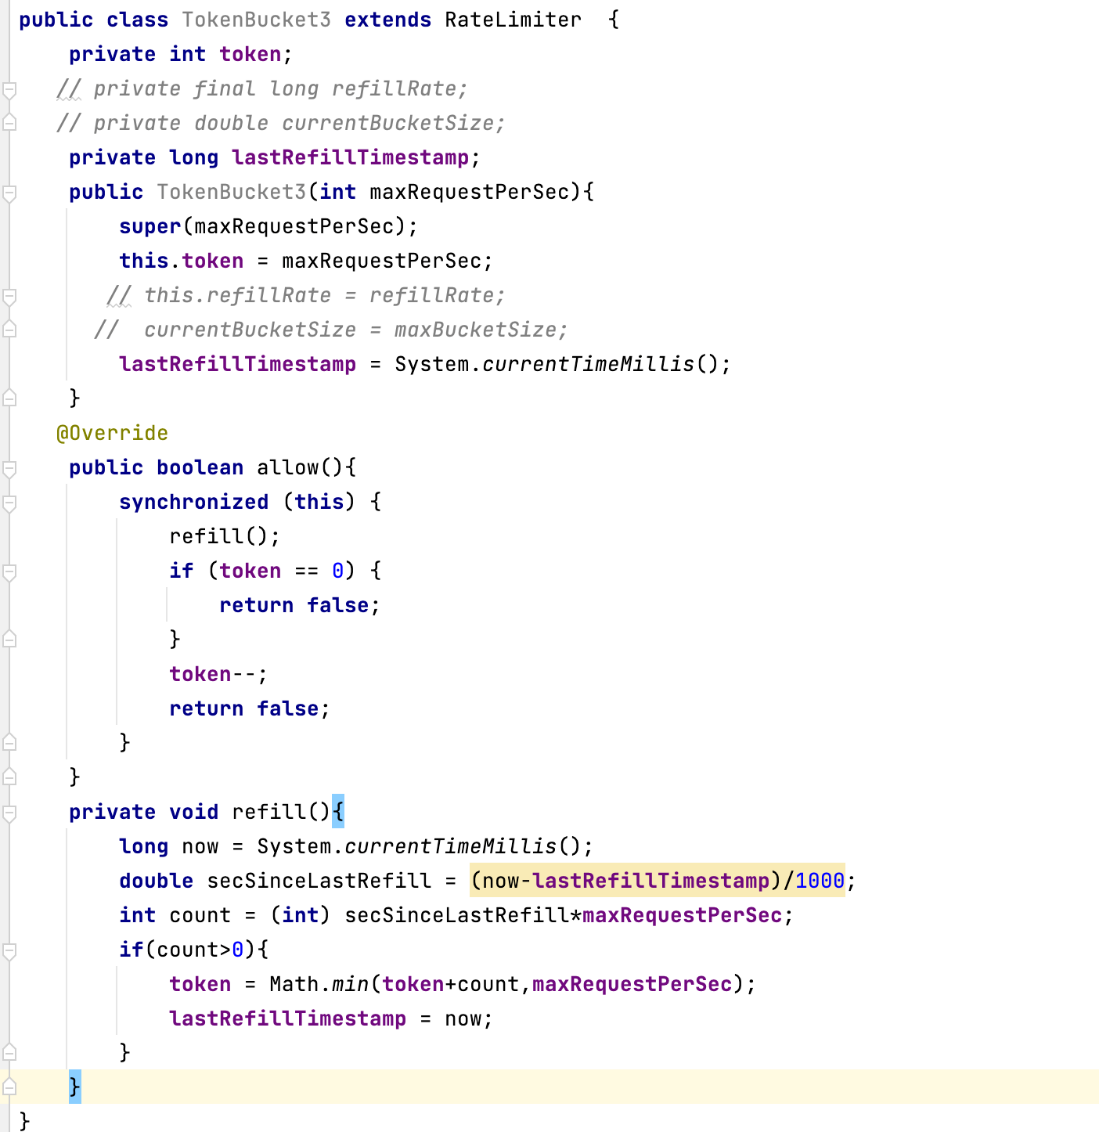 public class TokenBucket3 extends RateLimiter  {
    private int token;
   // private final long refillRate;
   // private double currentBucketSize;
    private long lastRefillTimestamp;
    public TokenBucket3(int maxRequestPerSec){
        super(maxRequestPerSec);
        this.token = maxRequestPerSec;
       // this.refillRate = refillRate;
      //  currentBucketSize = maxBucketSize;
        lastRefillTimestamp = System.currentTimeMillis();
    }
   @Override
    public boolean allow(){
        synchronized (this) {
            refill();
            if (token == 0) {
                return false;
            }
            token--;
            return false;
        }
    }
    private void refill(){
        long now = System.currentTimeMillis();
        double secSinceLastRefill = (now-lastRefillTimestamp)/1000;
        int count = (int) secSinceLastRefill*maxRequestPerSec;
        if(count>0){
            token = Math.min(token+count,maxRequestPerSec);
            lastRefillTimestamp = now;
        }
    }
}